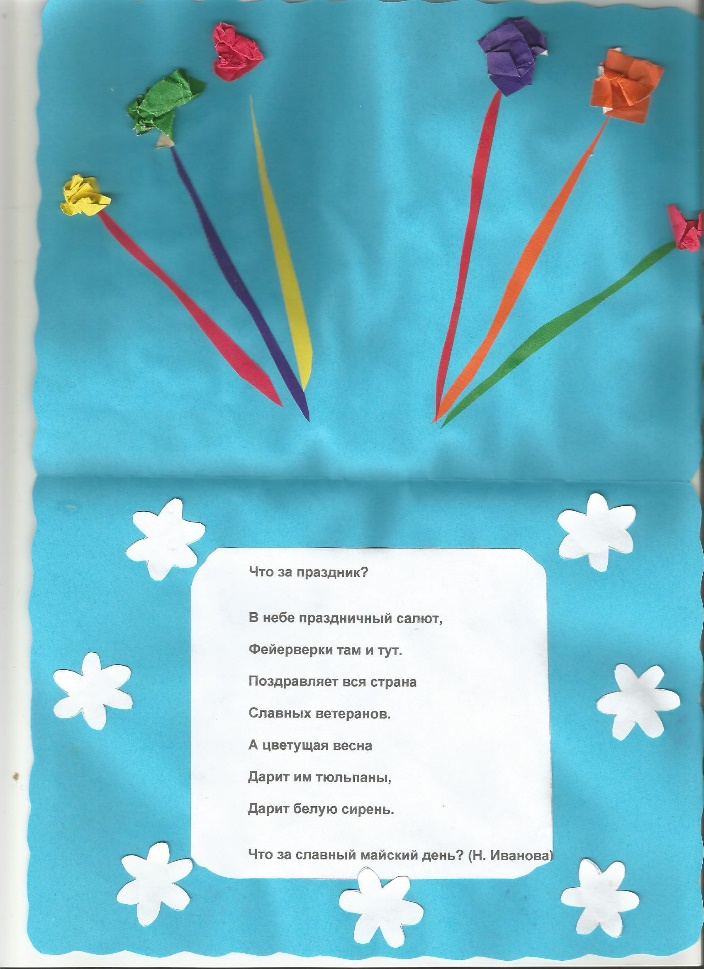 Что за праздник?
В небе праздничный салют,
Фейерверки там и тут.
Поздравляет вся страна
Славных ветеранов.
А цветущая весна
Дарит им тюльпаны,
Дарит белую сирень.
Что за славный майский день? (Н. Иванова)